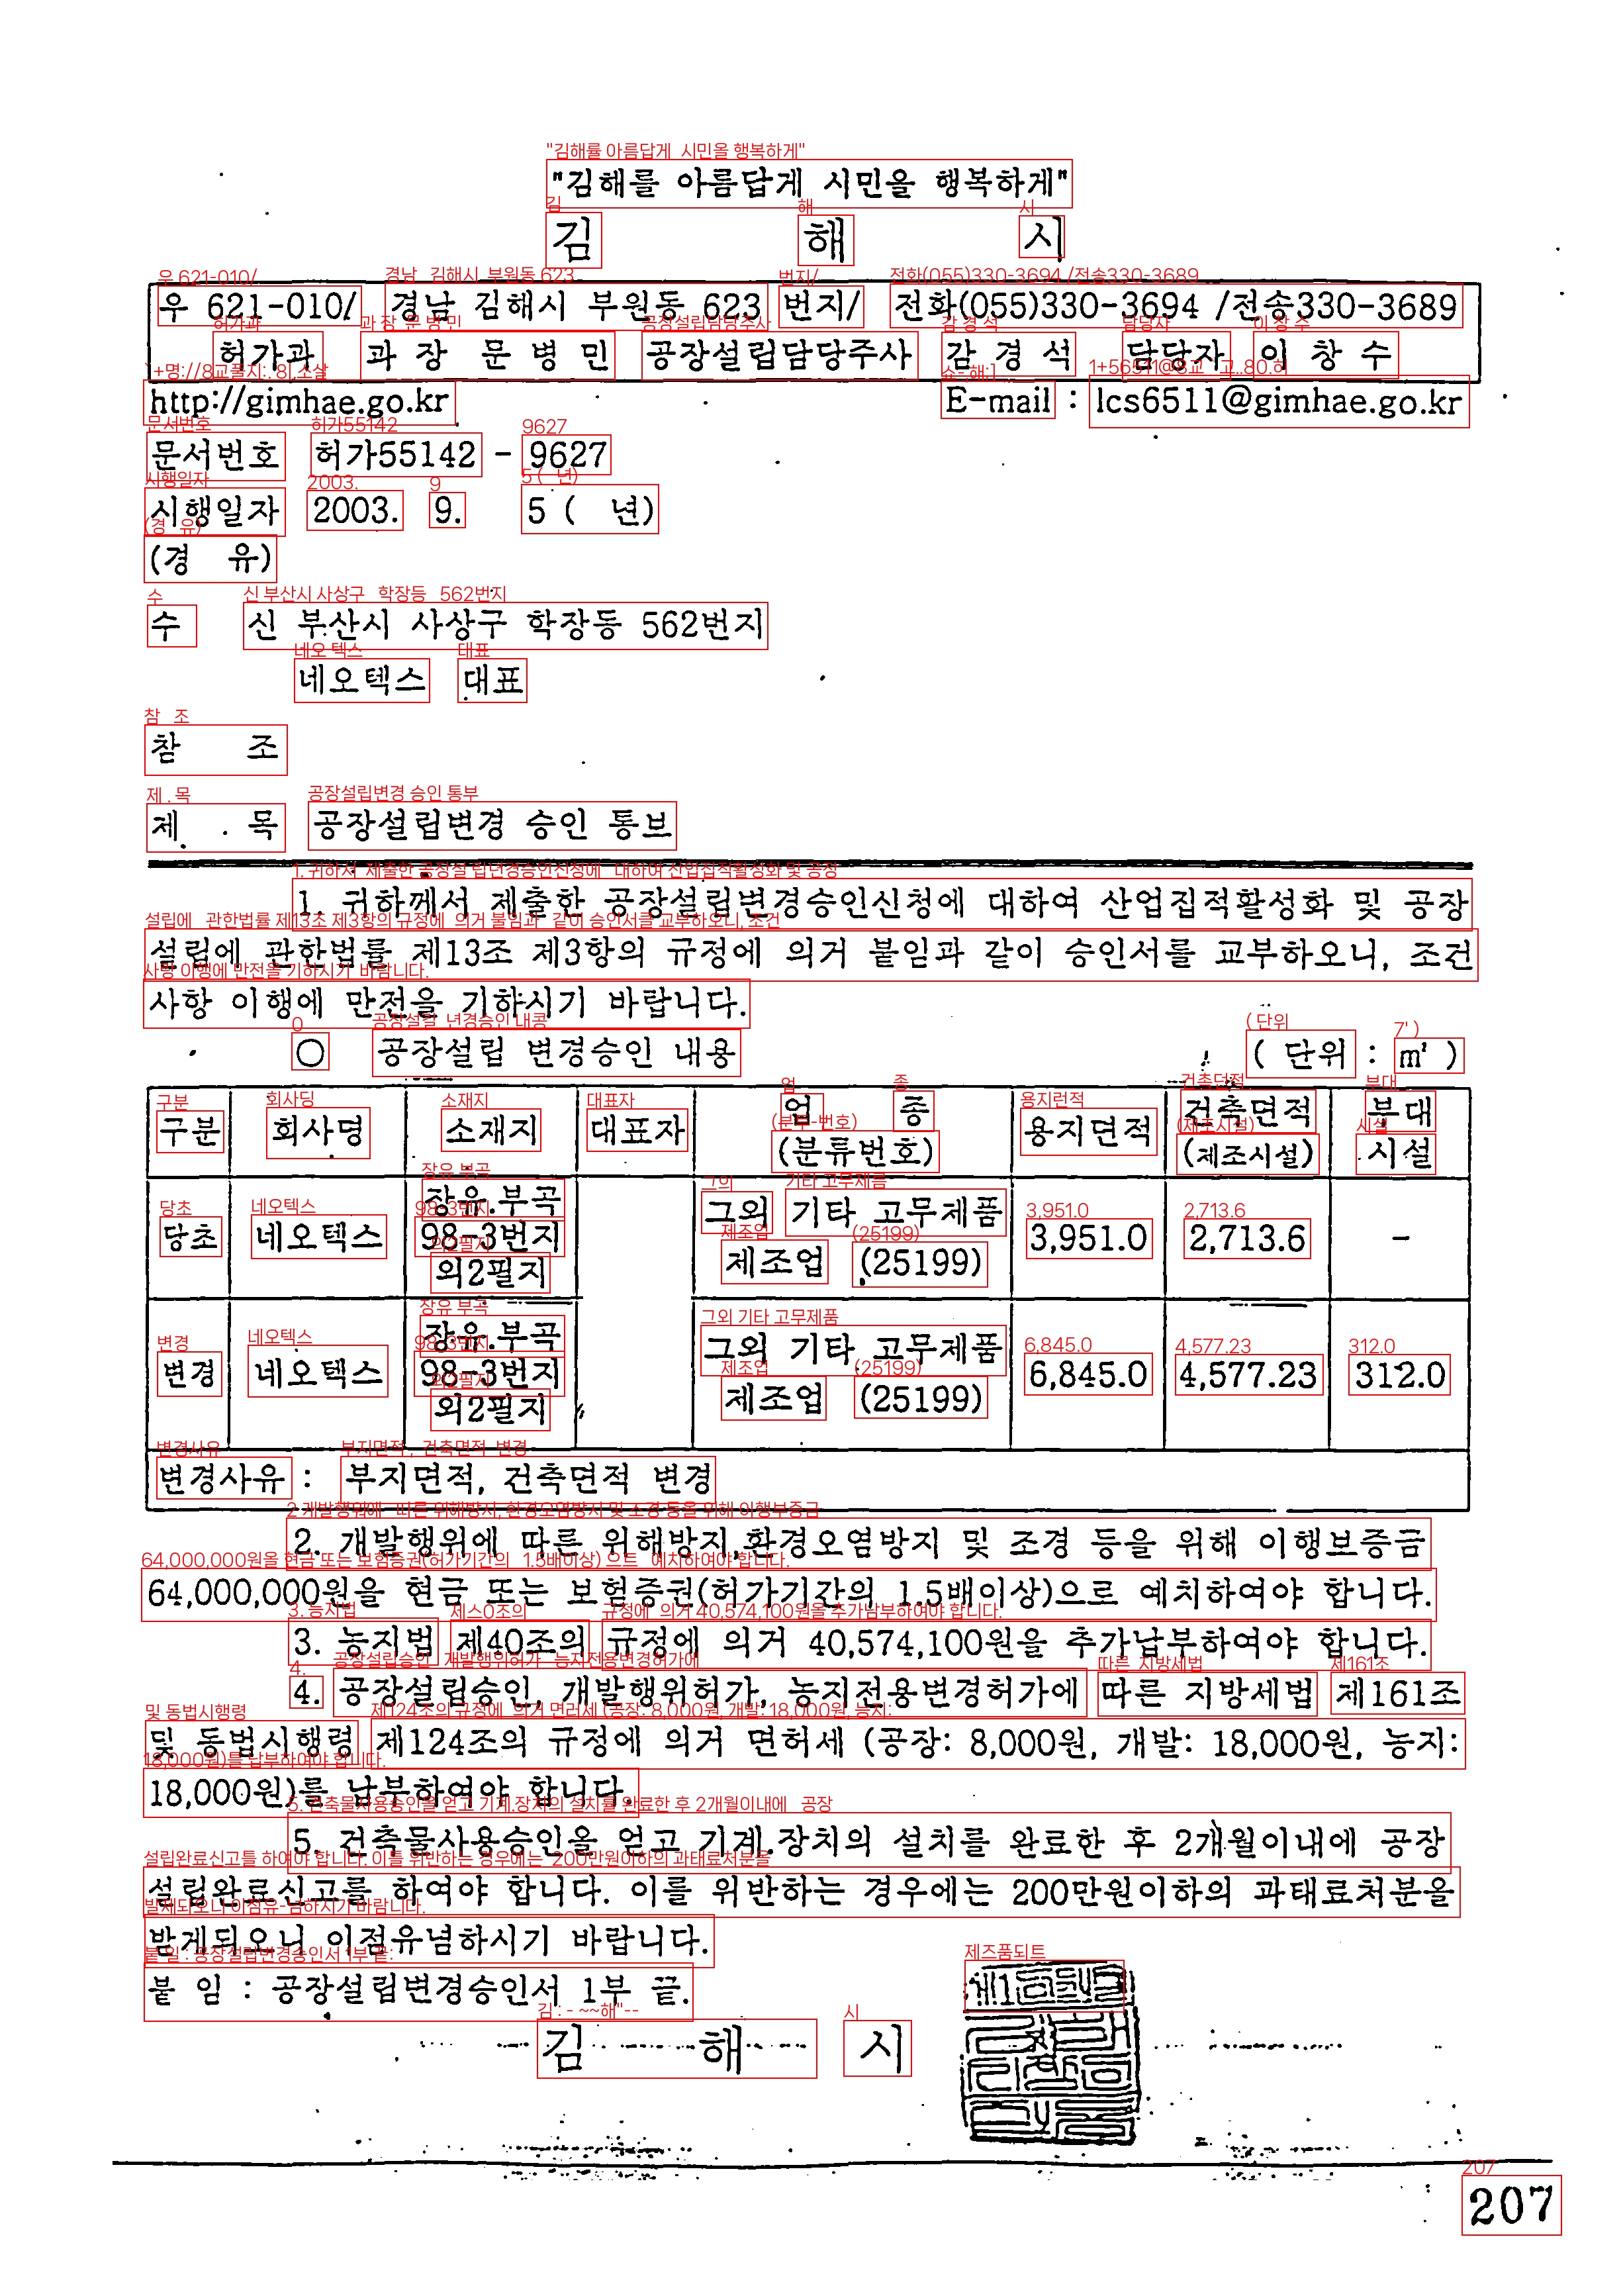 "김해를 아름답게 시민을 행복하게"
김 해 시
우 621-010/ 경남 김해시 부원동 623 번지/ 전화(055)330-3694 /전송330-3689
허가과 과 장 문 병 민 공장설립담당주사 감 경 석 담당자 이 창 수
http://gimhae.go.kr E-mail : lcs6511@gimhae.go.kr
문서번호 허가55142 - 9627
시행일자 2003. 9. 5 ( 년)
(경 유)
수 신 부산시 사상구 학장동 562번지
네오텍스 대표
참 조
제 목 공장설립변경 승인 통보
1. 귀하께서 제출한 공장설립변경승인신청에 대하여 산업집적활성화 및 공장
설립에 관한법률 제13조 제3항의 규정에 의거 붙임과 같이 승인서를 교부하오니, 조건
사항 이행에 만전을 기하시기 바랍니다.
○ 공장설립 변경승인 내용 ( 단위 : ㎡ )
구분 회사명 소재지 대표자 업 종 (분류번호) 용지면적 건축면적 (제조시설) 부대 시설
당초 네오텍스 장유.부곡 98-3번지 외2필지 그외 기타 고무제품 제조업 (25199) 3,951.0 2,713.6 -
변경 네오텍스 장유.부곡 98-3번지 외2필지 그외 기타 고무제품 제조업 (25199) 6,845.0 4,577.23 312.0
변경사유 : 부지면적, 건축면적 변경
2. 개발행위에 따른 위해방지,환경오염방지 및 조경 등을 위해 이행보증금
64,000,000원을 현금 또는 보험증권(허가기간의 1.5배이상)으로 예치하여야 합니다.
3. 농지법 제40조의 규정에 의거 40,574,100원을 추가납부하여야 합니다.
4. 공장설립승인, 개발행위허가, 농지전용변경허가에 따른 지방세법 제161조
및 동법시행령 제124조의 규정에 의거 면허세 (공장: 8,000원, 개발: 18,000원, 농지:
18,000원)를 납부하여야 합니다.
5. 건축물사용승인을 얻고 기계.장치의 설치를 완료한 후 2개월이내에 공장
설립완료신고를 하여야 합니다. 이를 위반하는 경우에는 200만원이하의 과태료처분을
받게되오니 이점유념하시기 바랍니다.
붙 임 : 공장설립변경승인서 1부 끝.
김 해 시
207